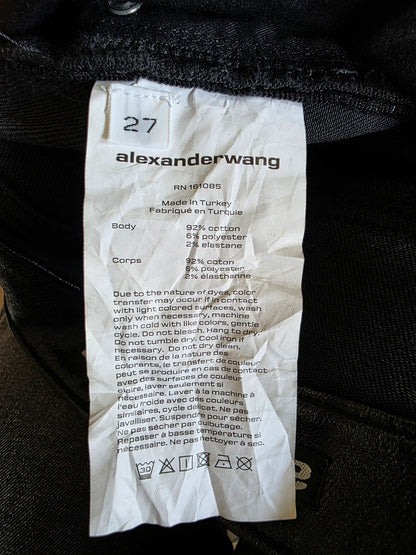 27
alexanderwang
RN 161085
Made in Turkey
Fabriqué en Turquie
Body 92% cotton
6% polyester
2% elastane
Corps 92% coton
6% polyester
2% élasthanne
Due to the nature of dyes, color
transfer may occur if in contact
with light colored surfaces, wash
only when necessary, machine
wash cold with like colors, gentle
cycle. Do not bleach. Hang to dry.
Do not tumble dry. Cool iron if
necessary. Do not dry clean.
En raison de la nature des
colorants, le transfert de couleur
peut se produire en cas de contact
avec des surfaces de couleur
claire, laver seulement si
nécessaire. Laver à la machine à
l'eau froide avec des couleurs
similaires, cycle délicat. Ne pas
javalliser. Suspendre pour sécher.
Ne pas sécher par culbutage.
Repasser à basse température si
nécessaire. Ne pas nettoyer à sec.
30